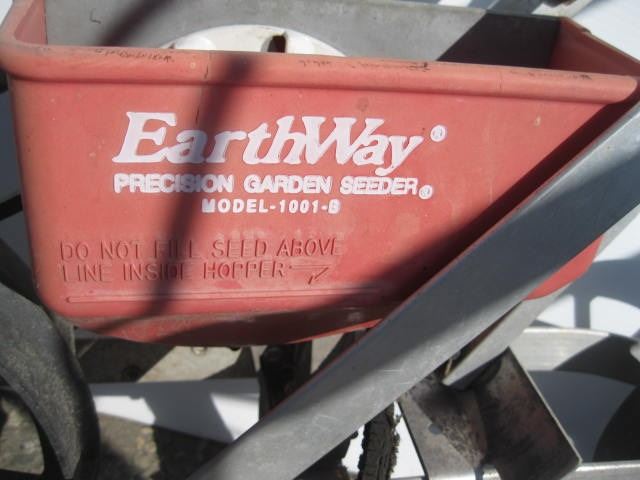 EarthWay®
PRECISION GARDEN SEEDER®
MODEL-1001-B
DO NOT FILL SEED ABOVE
LINE INSIDE HOPPER